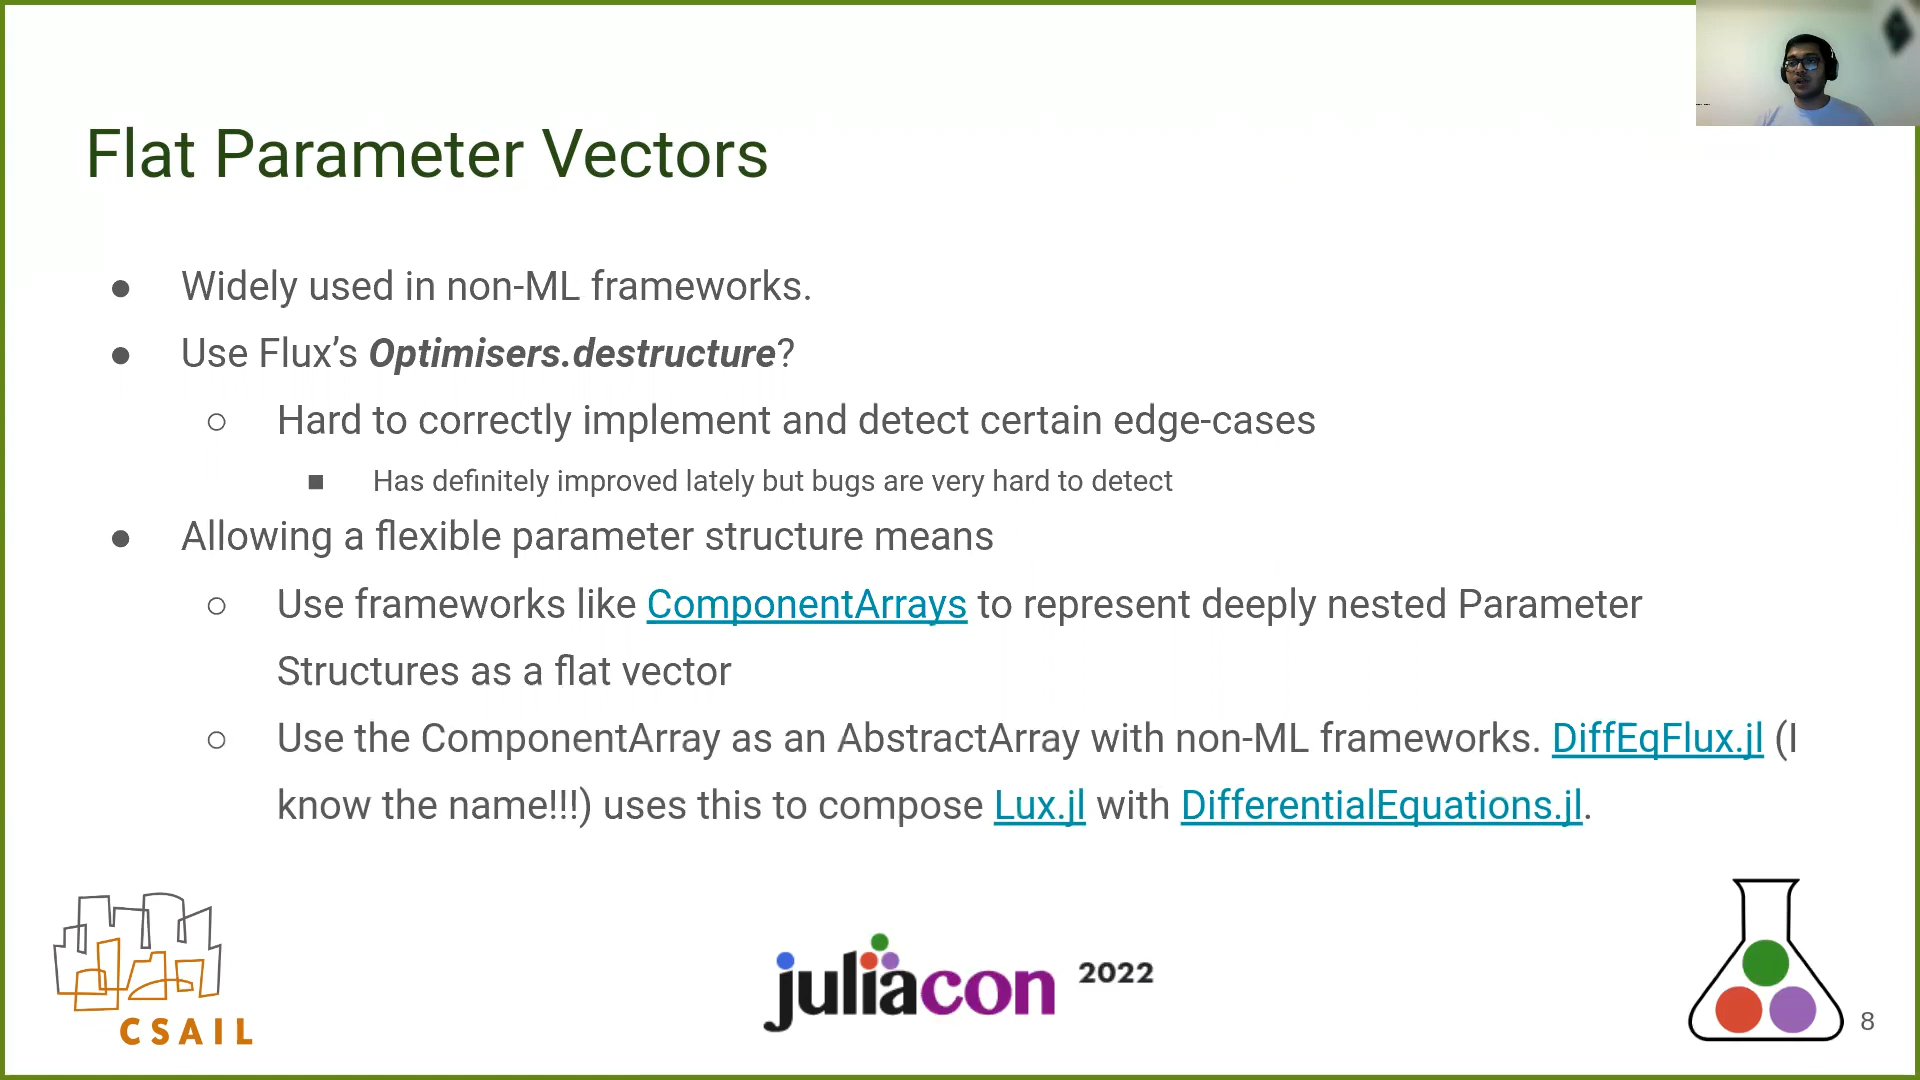 Flat Parameter Vectors
● Widely used in non-ML frameworks.
● Use Flux’s Optimisers.destructure?
○ Hard to correctly implement and detect certain edge-cases
■ Has definitely improved lately but bugs are very hard to detect
● Allowing a flexible parameter structure means
○ Use frameworks like ComponentArrays to represent deeply nested Parameter
Structures as a flat vector
○ Use the ComponentArray as an AbstractArray with non-ML frameworks. DiffEqFlux.jl (I
know the name!!!) uses this to compose Lux.jl with DifferentialEquations.jl.
CSAIL
juliacon 2022
8